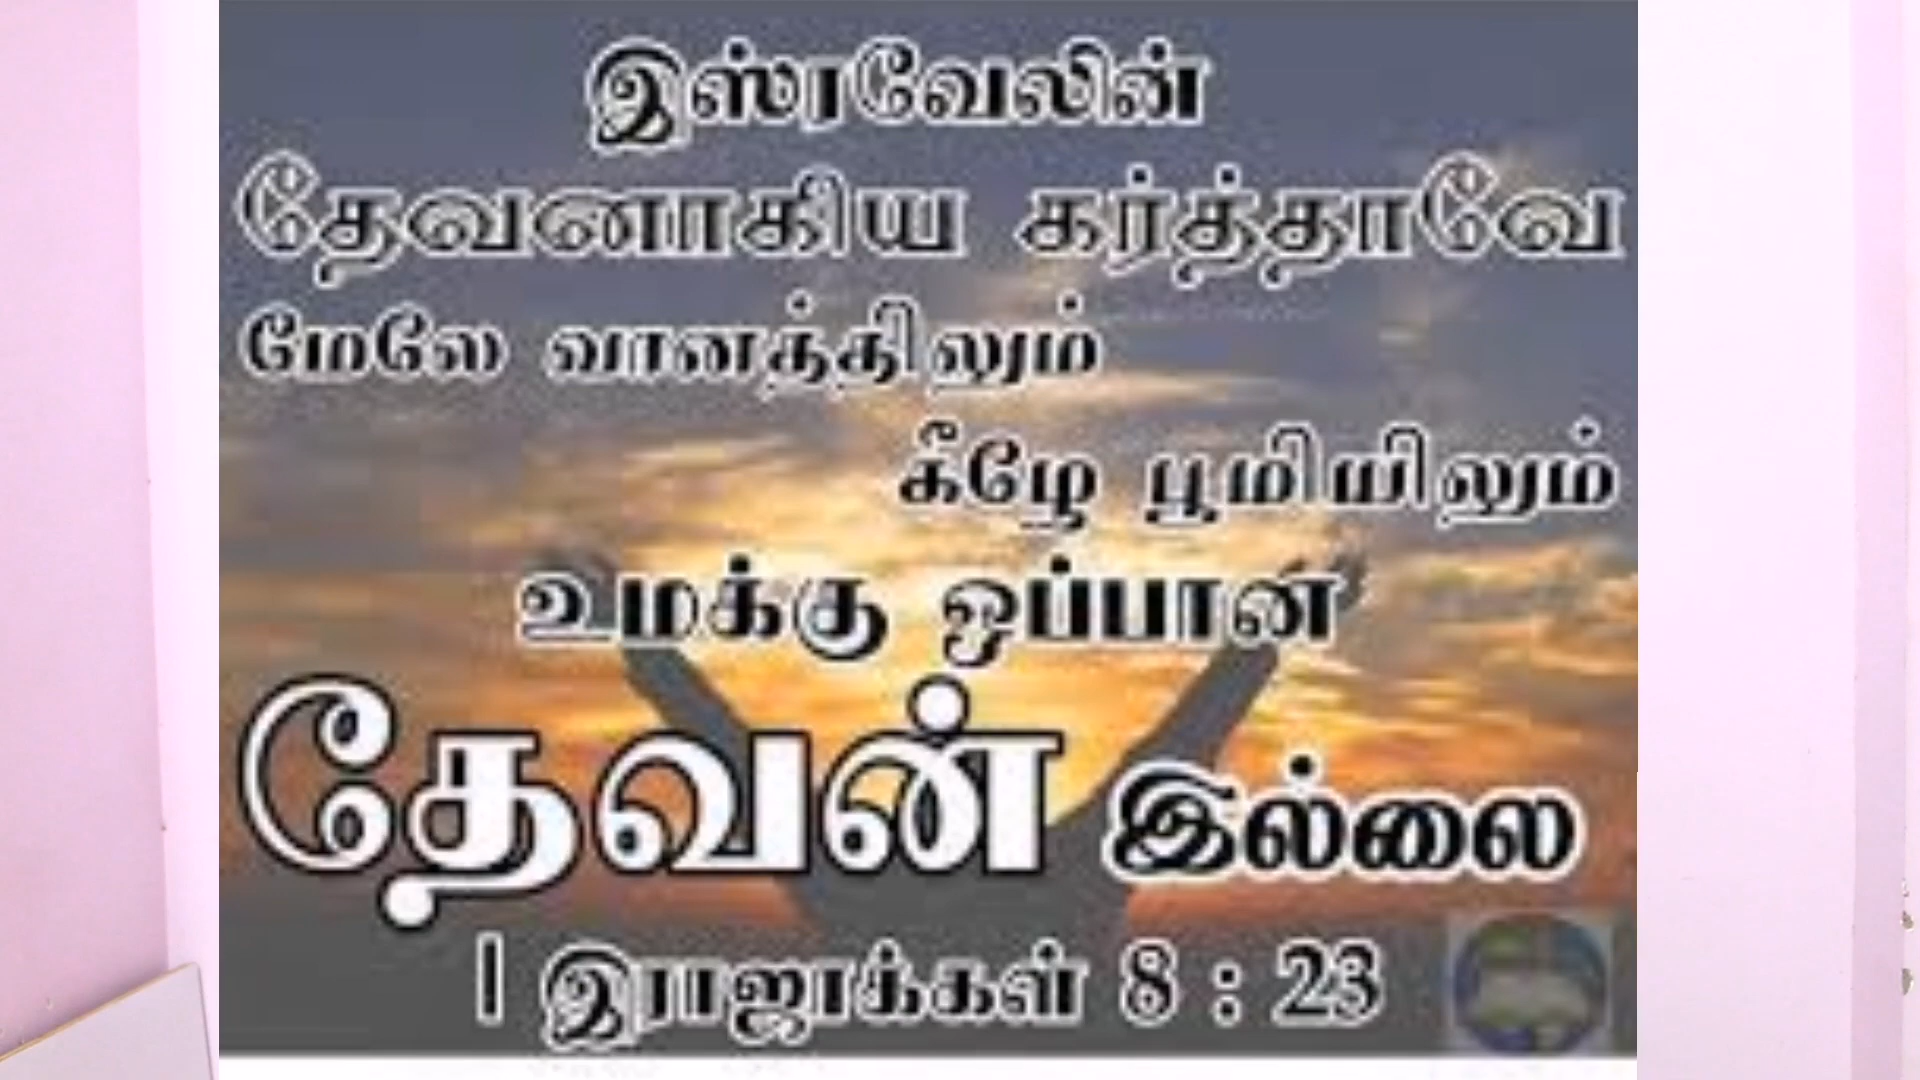 இஸ்ரவேலின்
தேவனாகிய கர்த்தாவே
மேலே வானத்திலும்
கீழே பூமியிலும்
உமக்கு ஒப்பான
தேவன் இல்லை
I இராஜாக்கள் 8 : 23